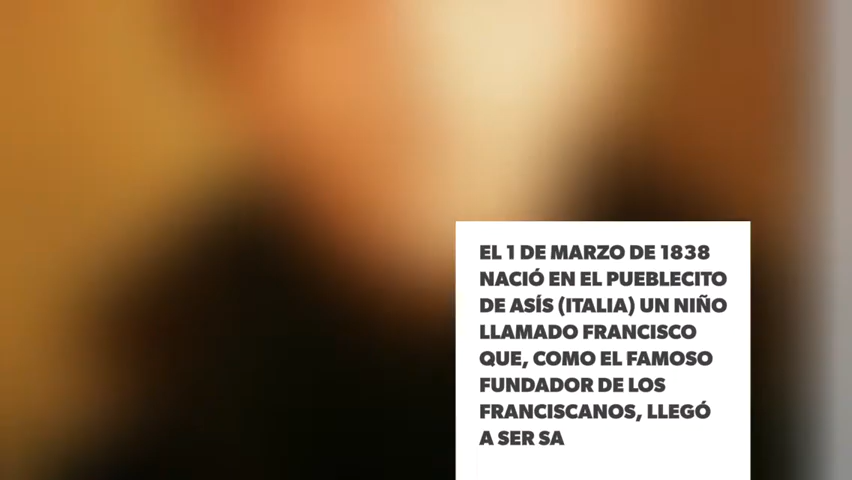 EL 1 DE MARZO DE 1838
NACIÓ EN EL PUEBLECITO
DE ASÍS (ITALIA) UN NIÑO
LLAMADO FRANCISCO
QUE, COMO EL FAMOSO
FUNDADOR DE LOS
FRANCISCANOS, LLEGÓ
A SER SA